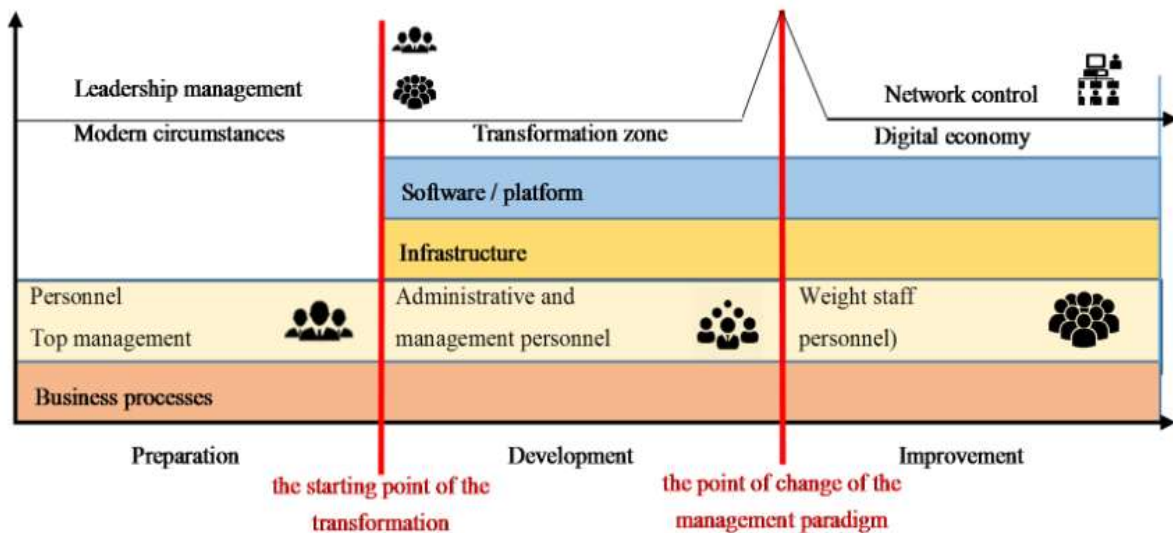 Leadership management
Network control
Modern circumstances
Transformation zone
Digital economy
Software / platform
Infrastructure
Personnel
Top management
Administrative and
management personnel
Weight staff
personnel)
Business processes
Preparation
Development
Improvement
the starting point of the
transformation
the point of change of the
management paradigm